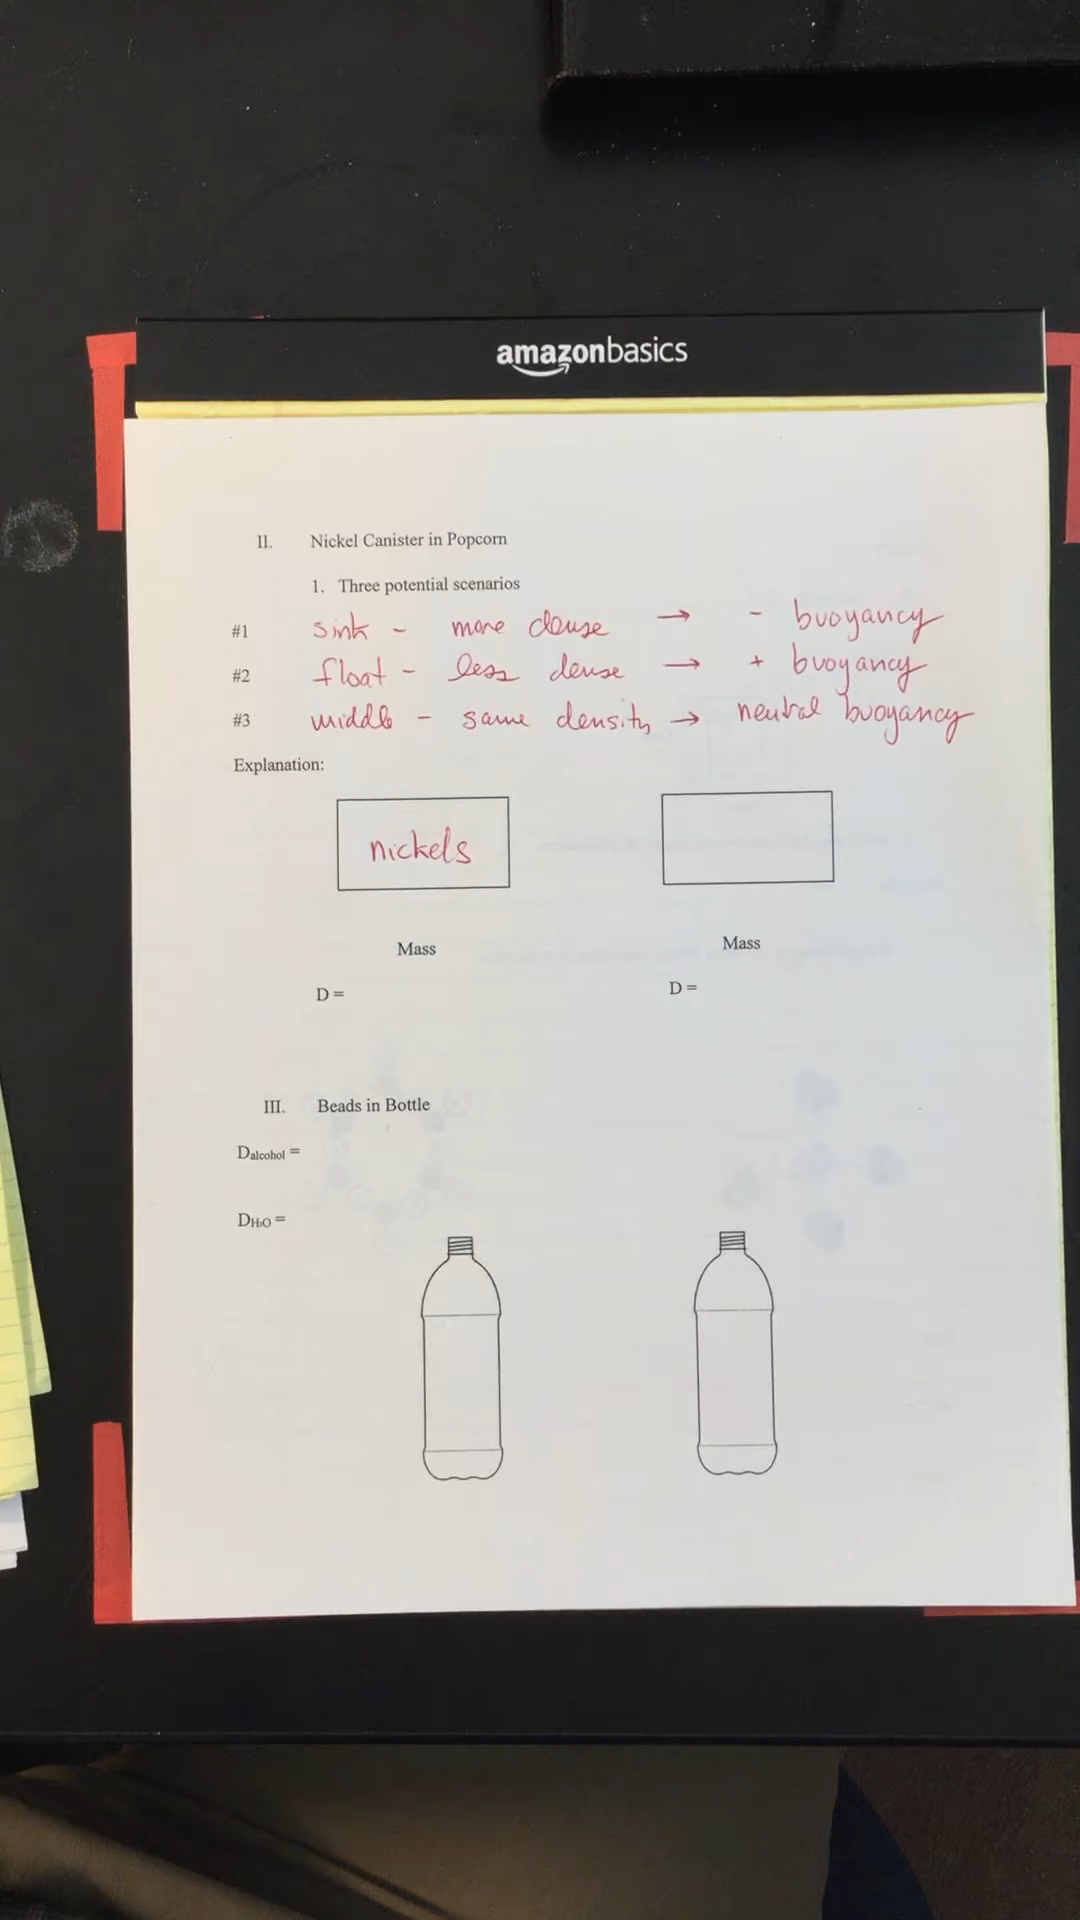 amazonbasics
II. Nickel Canister in Popcorn
1. Three potential scenarios
#1 sink - more dense → - buoyancy
#2 float - less dense → + buoyancy
#3 middle - same density → neutral buoyancy
Explanation:
nickels
Mass Mass
D = D =
III. Beads in Bottle
Dalcohol =
DH₂O =